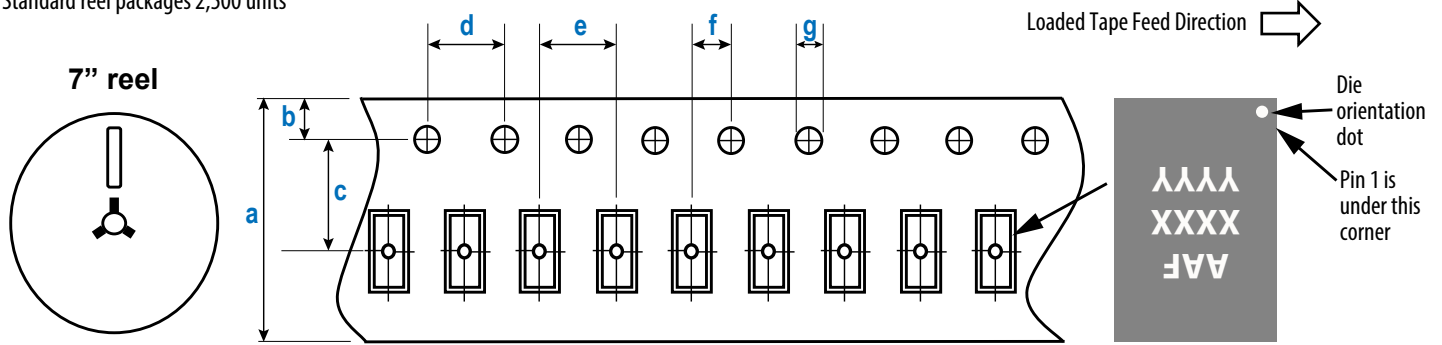 Standard reel packages 2,500 units
7” reel
a
b
c
d
e
f
g
Loaded Tape Feed Direction
Die
orientation
dot
Pin 1 is
under this
corner
AAF
XXXX
YYYY